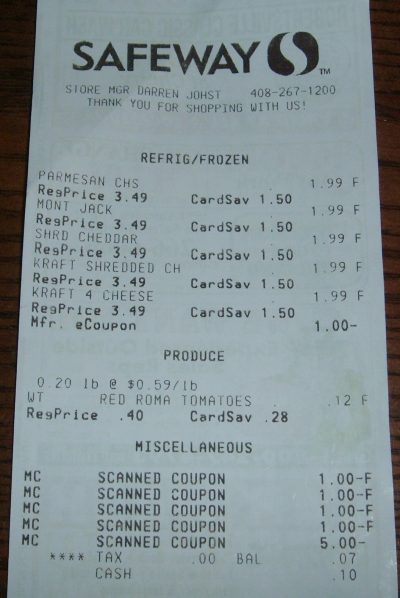 SAFEWAY TM
STORE MGR DARREN JOHST 408-267-1200
THANK YOU FOR SHOPPING WITH US!
REFRIG/FROZEN
PARMESAN CHS 1.99 F
RegPrice 3.49 CardSav 1.50
MONT JACK 1.99 F
RegPrice 3.49 CardSav 1.50
SHRD CHEDDAR 1.99 F
RegPrice 3.49 CardSav 1.50
KRAFT SHREDDED CH 1.99 F
RegPrice 3.49 CardSav 1.50
KRAFT 4 CHEESE 1.99 F
RegPrice 3.49 CardSav 1.50
Mfr. eCoupon 1.00-
PRODUCE
0.20 lb @ $0.59/lb
WT RED ROMA TOMATOES .12 F
RegPrice .40 CardSav .28
MISCELLANEOUS
MC SCANNED COUPON 1.00-F
MC SCANNED COUPON 1.00-F
MC SCANNED COUPON 1.00-F
MC SCANNED COUPON 1.00-F
MC SCANNED COUPON 5.00-
**** TAX .00 BAL .07
CASH .10